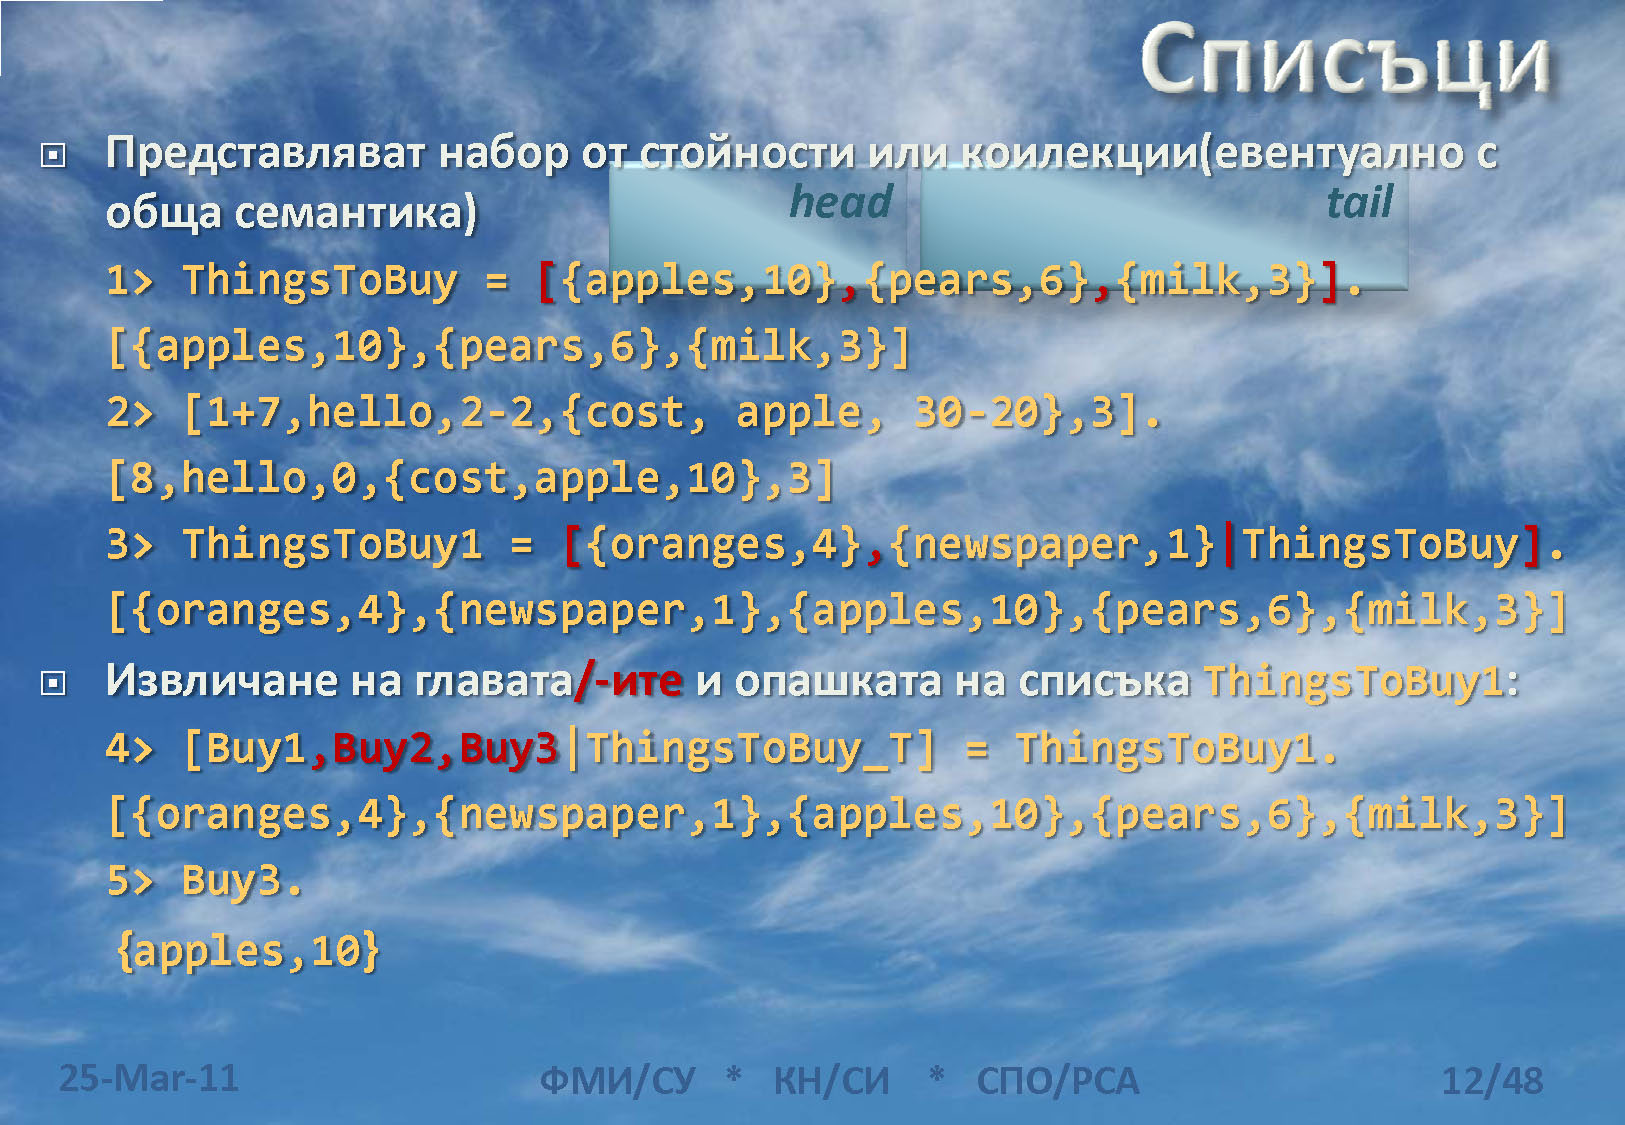 Списъци
Представляват набор от стойности или коилекции(евентуално с
обща семантика)
head tail
1> ThingsToBuy = [{apples,10},{pears,6},{milk,3}].
[{apples,10},{pears,6},{milk,3}]
2> [1+7,hello,2-2,{cost, apple, 30-20},3].
[8,hello,0,{cost,apple,10},3]
3> ThingsToBuy1 = [{oranges,4},{newspaper,1}|ThingsToBuy].
[{oranges,4},{newspaper,1},{apples,10},{pears,6},{milk,3}]
Извличане на главата/-ите и опашката на списъка ThingsToBuy1:
4> [Buy1,Buy2,Buy3|ThingsToBuy_T] = ThingsToBuy1.
[{oranges,4},{newspaper,1},{apples,10},{pears,6},{milk,3}]
5> Buy3.
{apples,10}
25-Mar-11 ФМИ/СУ * КН/СИ * СПО/РСА 12/48